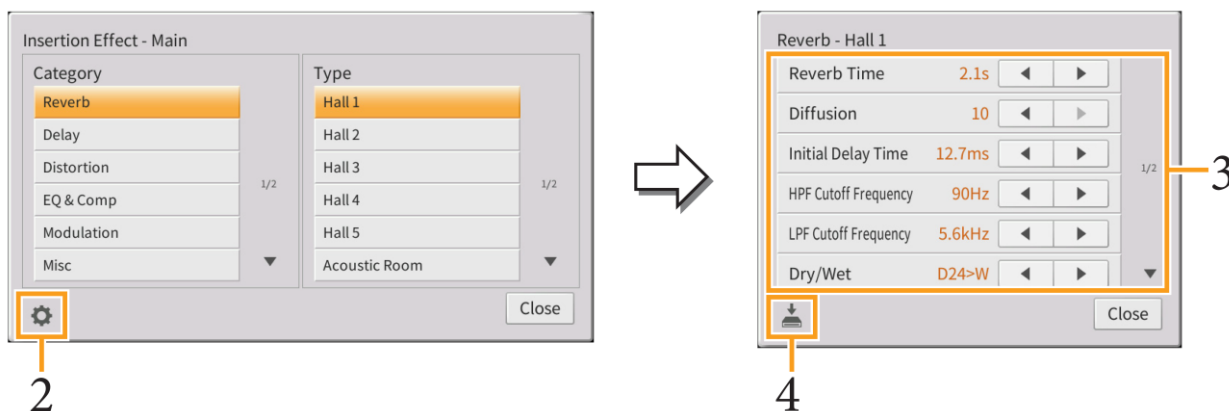 Insertion Effect - Main
Category
Reverb
Delay
Distortion
EQ & Comp
Modulation
Misc
1/2
Type
Hall 1
Hall 2
Hall 3
Hall 4
Hall 5
Acoustic Room
1/2
Close
2
Reverb - Hall 1
Reverb Time 2.1s
Diffusion 10
Initial Delay Time 12.7ms
HPF Cutoff Frequency 90Hz
LPF Cutoff Frequency 5.6kHz
Dry/Wet D24>W
1/2
3
Close
4